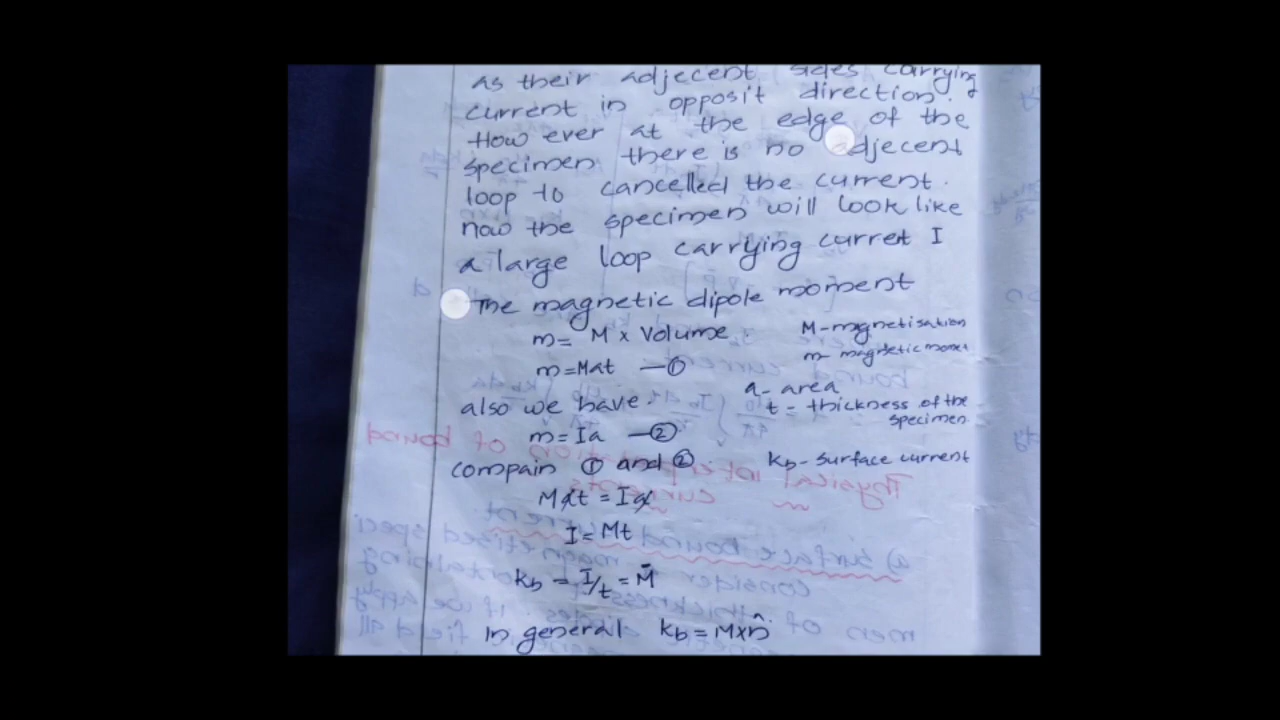 as their adjecent sides carrying
current in opposit direction.
How ever at the edge of the
specimen there is no adjecent
loop to cancelled the current.
now the specimen will look like
a large loop carrying curret I
The magnetic dipole moment
m = M x Volume.
M - magnetisation
m = Mat —①
m - magnetic moment
a - area
also we have.
t = thickness of the
specimen
m = Ia —②
compain ① and ②.
kb - surface current
Mat = Ia
I = Mt
kb = I/t = M̄
In general kb = M x n̂